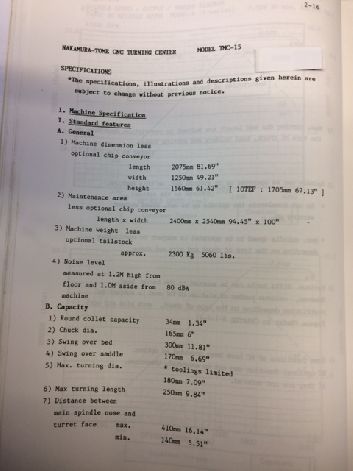 2-16
NAKAMURA-TOME CNC TURNING CENTER MODEL TMC-15
SPECIFICATIONS
*The specifications, illustrations and descriptions given herein are
subject to change without previous notice.
1. Machine Specification
I. Standard features
A. General
1) Machine dimension less
optional chip conveyor
length 2075mm 81.69"
width 1250mm 49.21"
height 1560mm 61.42" [ 10TEF : 1705mm 67.13" ]
2) Maintenance area
less optional chip conveyor
length x width 2400mm x 2540mm 94.45" x 100"
3) Machine weight less
optional tailstock
approx. 2300 Kg 5060 lbs.
4) Noise level
measured at 1.2M high from
floor and 1.0M aside from 80 dBA
machine
B. Capacity
1) Round collet capacity 34mm 1.34"
2) Chuck dia. 165mm 6"
3) Swing over bed 300mm 11.81"
4) Swing over saddle 170mm 6.69"
5) Max. turning dia. * toolings limited
180mm 7.09"
6) Max turning length 250mm 9.84"
7) Distance between
main spindle nose and
turret face max. 410mm 16.14"
min. 140mm 5.51"